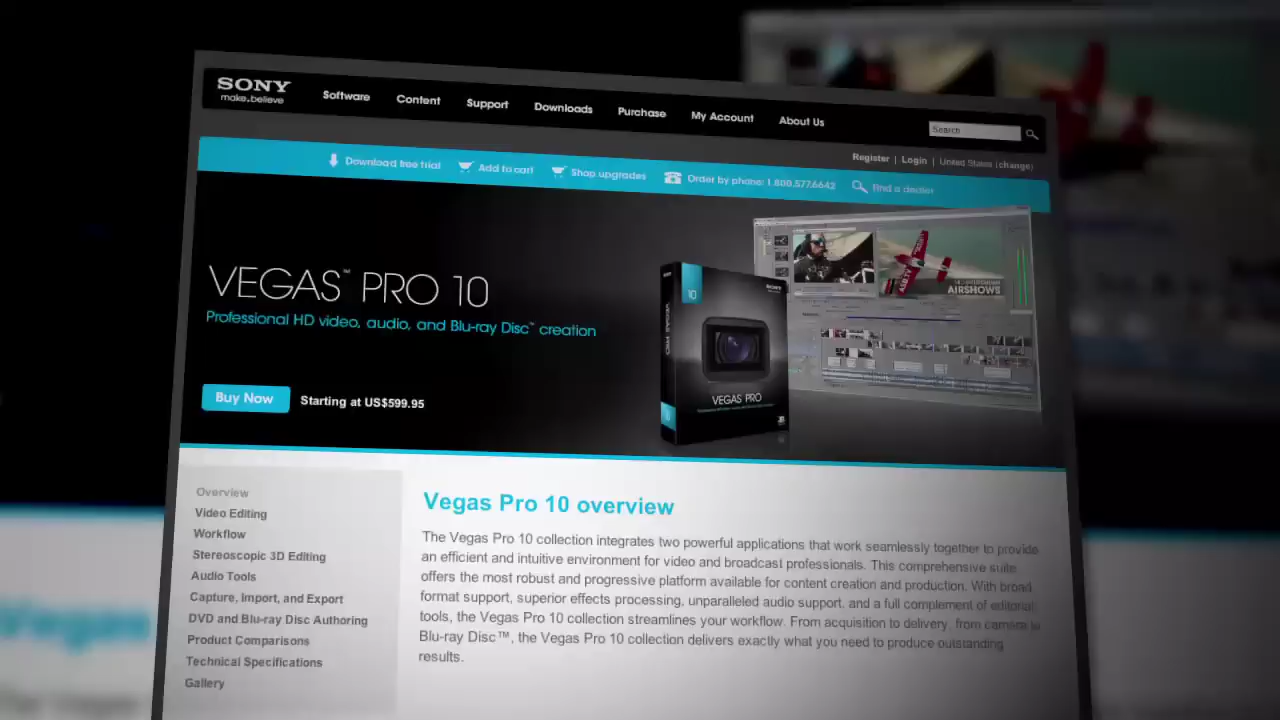 SONY
make.believe
Software Content Support Downloads Purchase My Account About Us
Search
Register | Login | United States (change)
Download free trial Add to cart Shop upgrades Order by phone: 1.800.577.6642 find a dealer
VEGAS™ PRO 10
Professional HD video, audio, and Blu-ray Disc™ creation
Buy Now Starting at US$599.95
10
SONY
VEGAS PRO
VEGAS PRO
AIRSHOWS
Overview
Video Editing
Workflow
Stereoscopic 3D Editing
Audio Tools
Capture, Import, and Export
DVD and Blu-ray Disc Authoring
Product Comparisons
Technical Specifications
Gallery
Vegas Pro 10 overview
The Vegas Pro 10 collection integrates two powerful applications that work seamlessly together to provide
an efficient and intuitive environment for video and broadcast professionals. This comprehensive suite
offers the most robust and progressive platform available for content creation and production. With broad
format support, superior effects processing, unparalleled audio support, and a full complement of editorial
tools, the Vegas Pro 10 collection streamlines your workflow. From acquisition to delivery, from camera to
Blu-ray Disc™, the Vegas Pro 10 collection delivers exactly what you need to produce outstanding
results.
Vegas